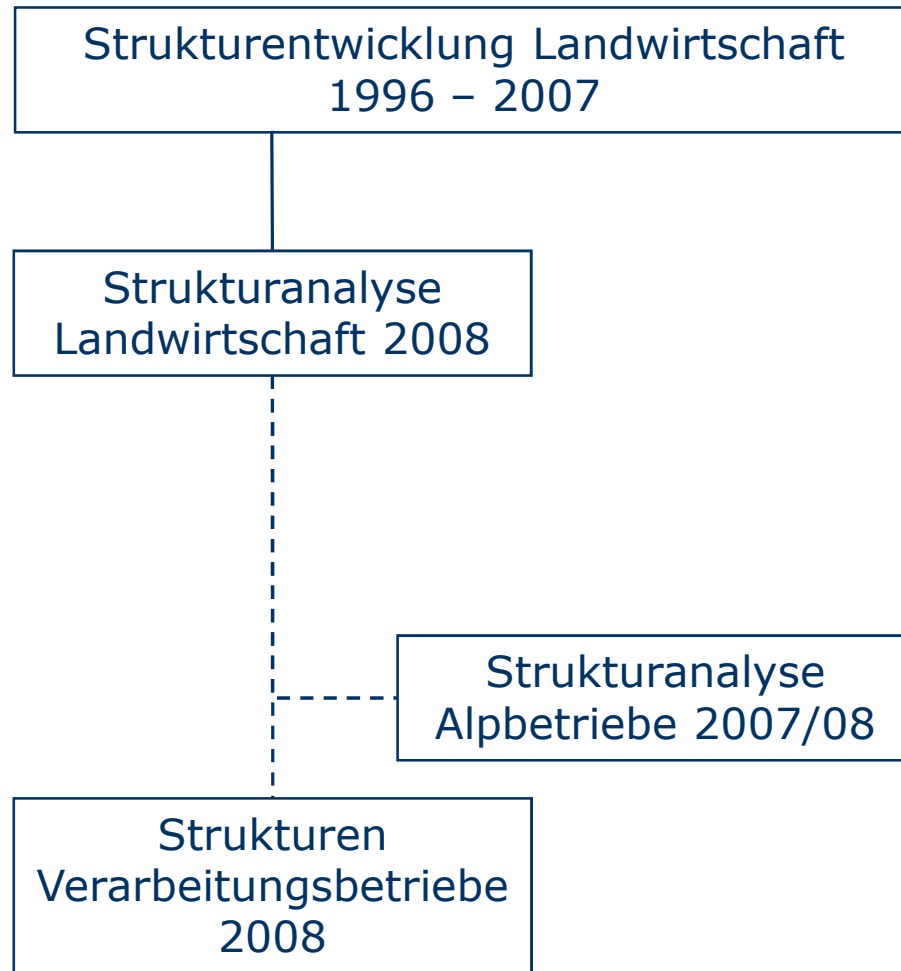 Strukturentwicklung Landwirtschaft
1996 – 2007
Strukturanalyse
Landwirtschaft 2008
Strukturanalyse
Alpbetriebe 2007/08
Strukturen
Verarbeitungsbetriebe
2008